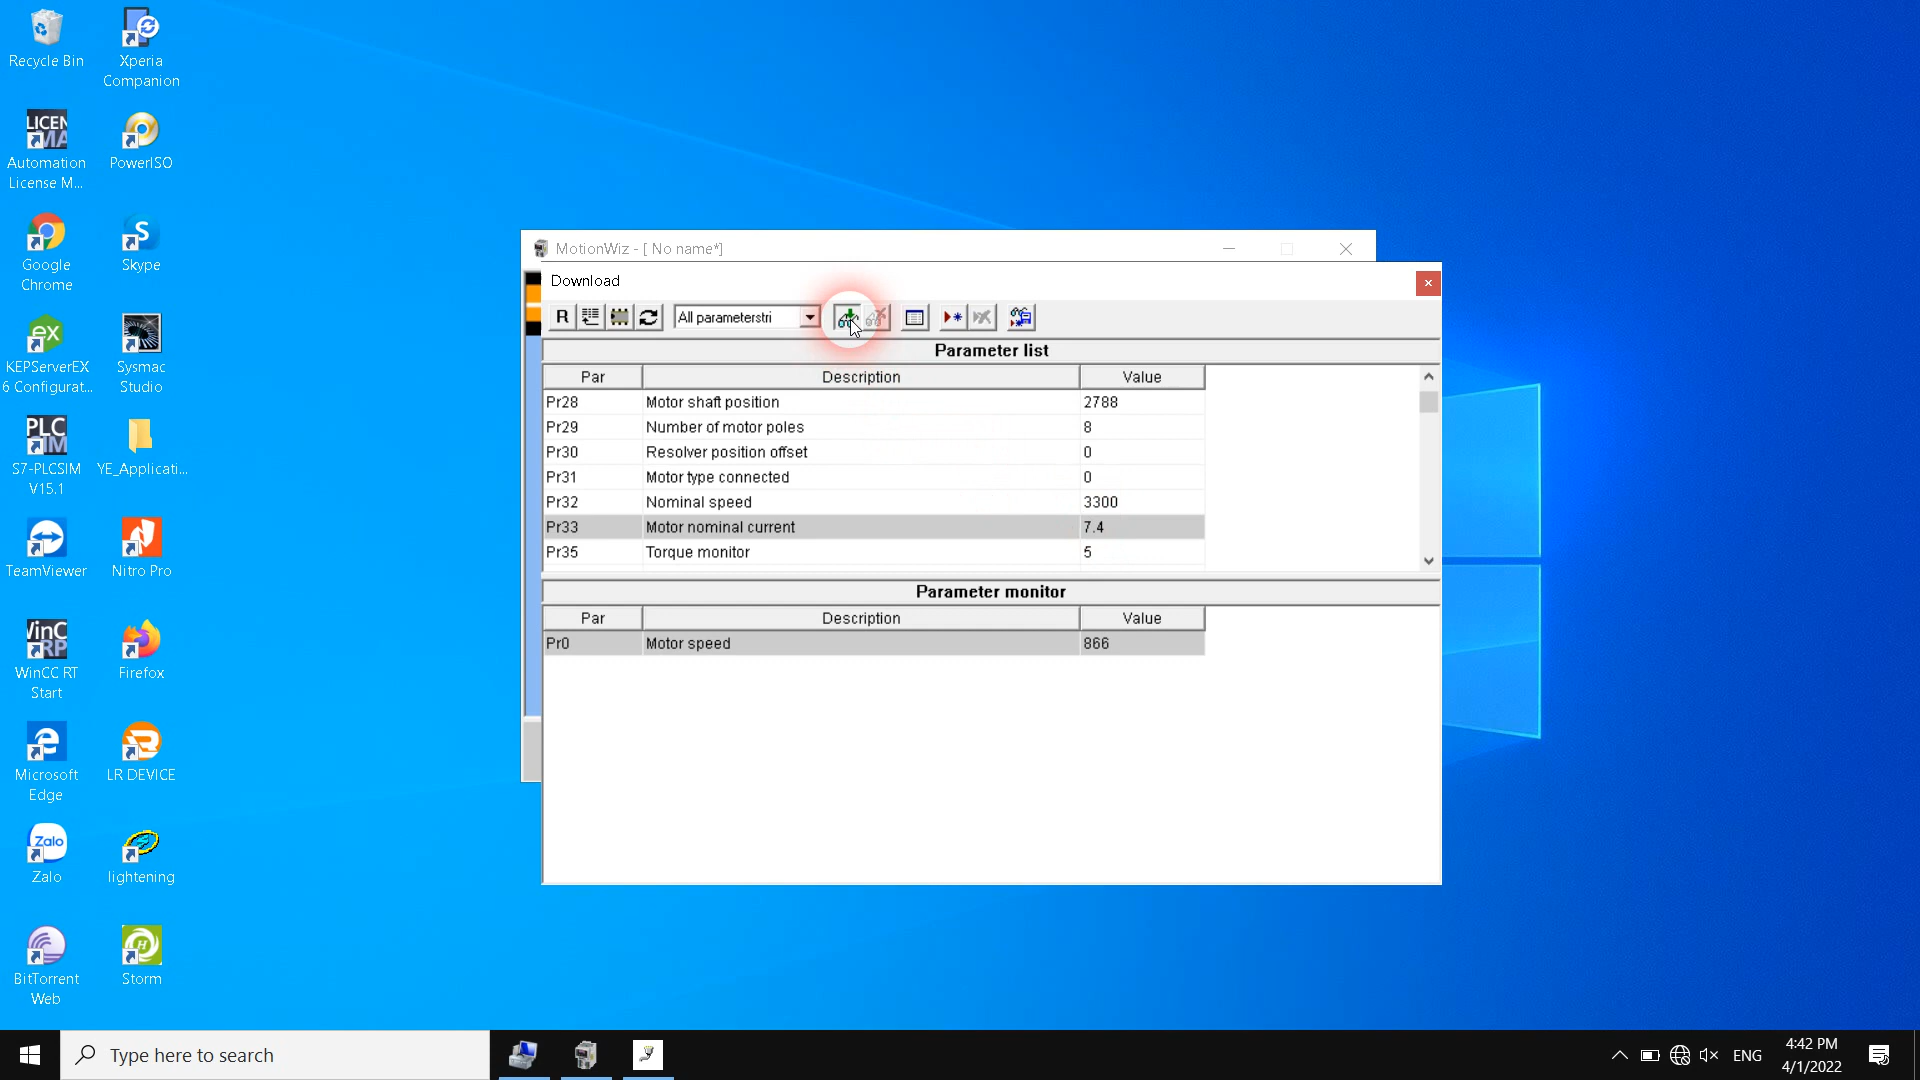 Recycle Bin
Xperia
Companion
LICEN
MA
Automation
License M...
PowerISO
Google
Chrome
S
Skype
ex
KEPServerEX
6 Configurat...
Sysmac
Studio
PLC
IM
S7-PLCSIM
V15.1
YE_Applicati...
TeamViewer
Nitro Pro
WinCC RT
Start
Firefox
Microsoft
Edge
LR DEVICE
Zalo
Zalo
lightening
BitTorrent
Web
H
Storm
MotionWiz - [ No name*]
Download
R
All parameterstri
Parameter list
Par Description Value
Pr28 Motor shaft position 2788
Pr29 Number of motor poles 8
Pr30 Resolver position offset 0
Pr31 Motor type connected 0
Pr32 Nominal speed 3300
Pr33 Motor nominal current 7.4
Pr35 Torque monitor 5
Parameter monitor
Par Description Value
Pr0 Motor speed 866
Type here to search
ENG
4:42 PM
4/1/2022